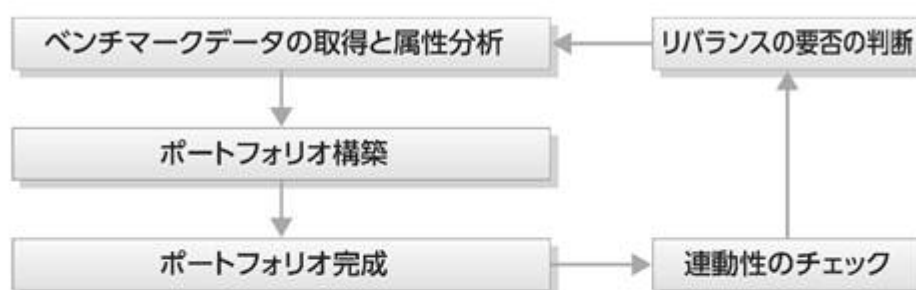 ベンチマークデータの取得と属性分析
リバランスの要否の判断
ポートフォリオ構築
ポートフォリオ完成
連動性のチェック